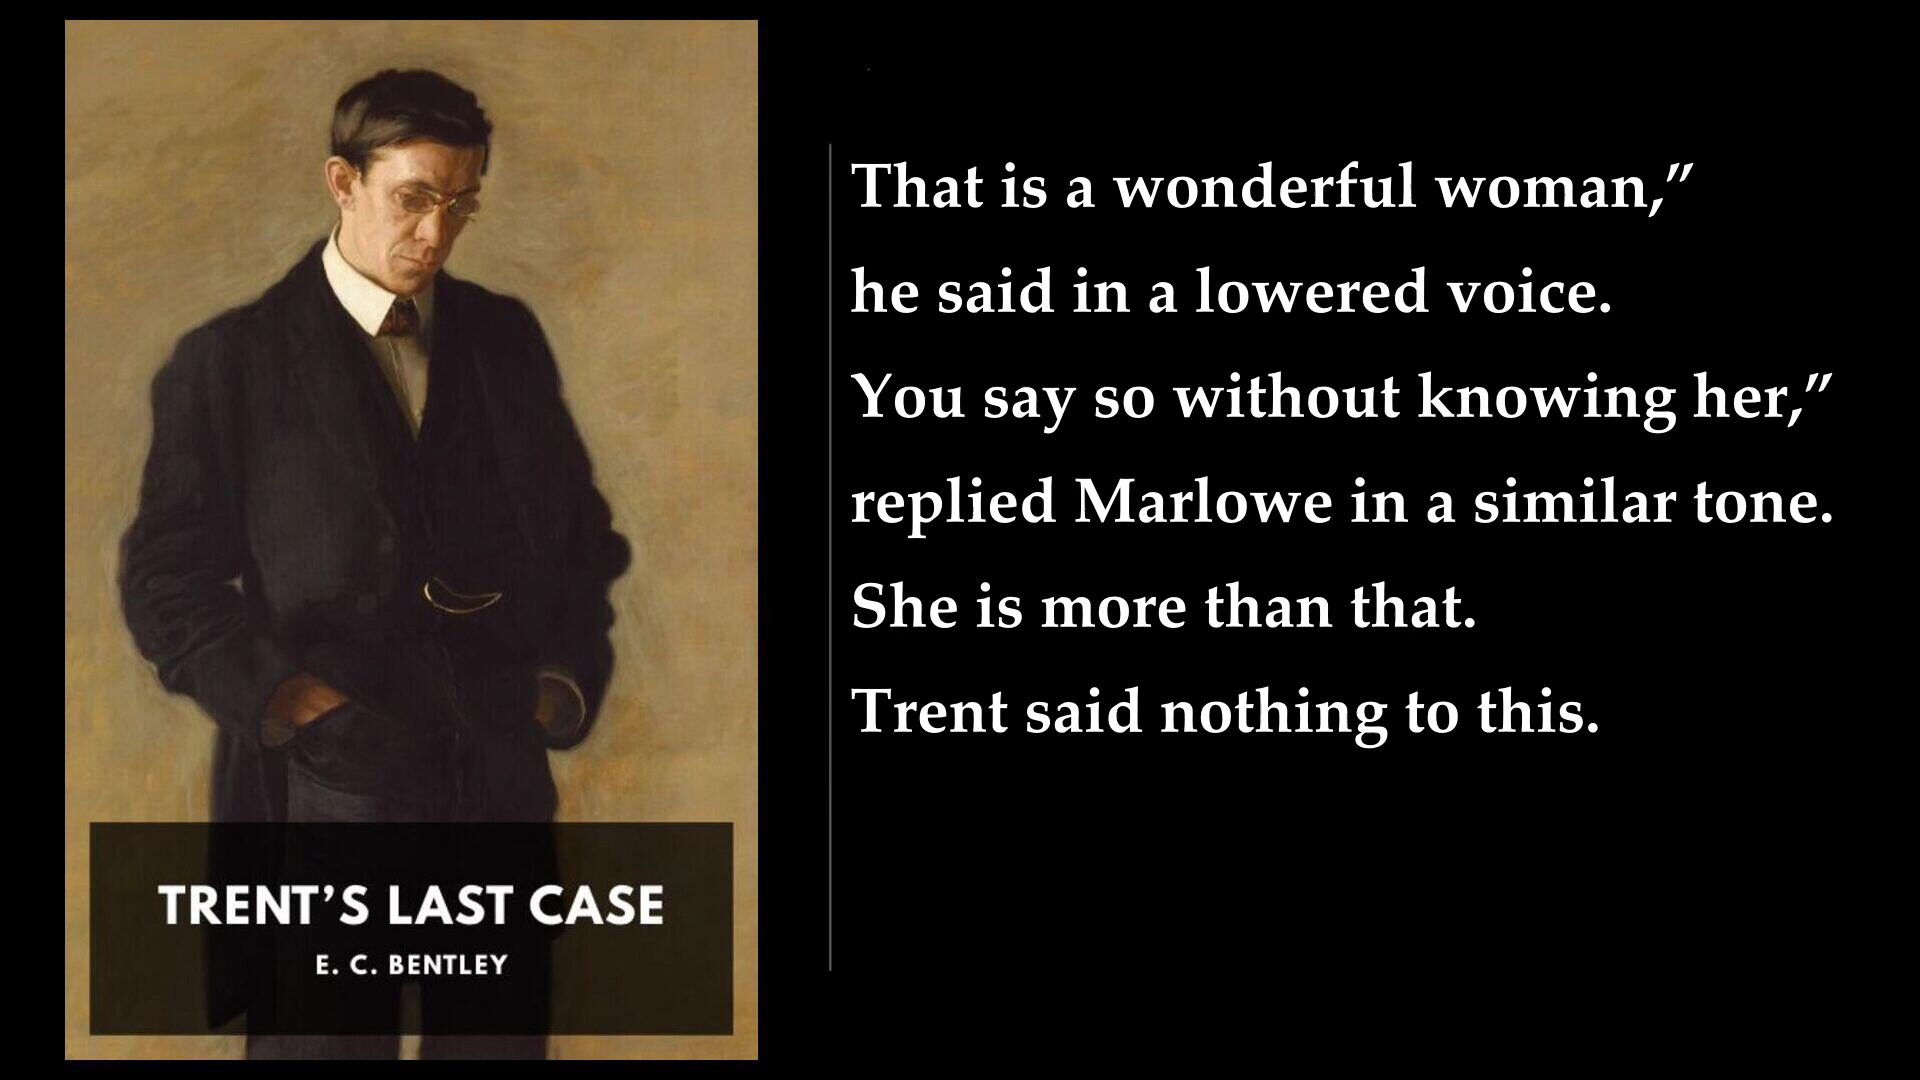 TRENT’S LAST CASE
E. C. BENTLEY
That is a wonderful woman,”
he said in a lowered voice.
You say so without knowing her,”
replied Marlowe in a similar tone.
She is more than that.
Trent said nothing to this.